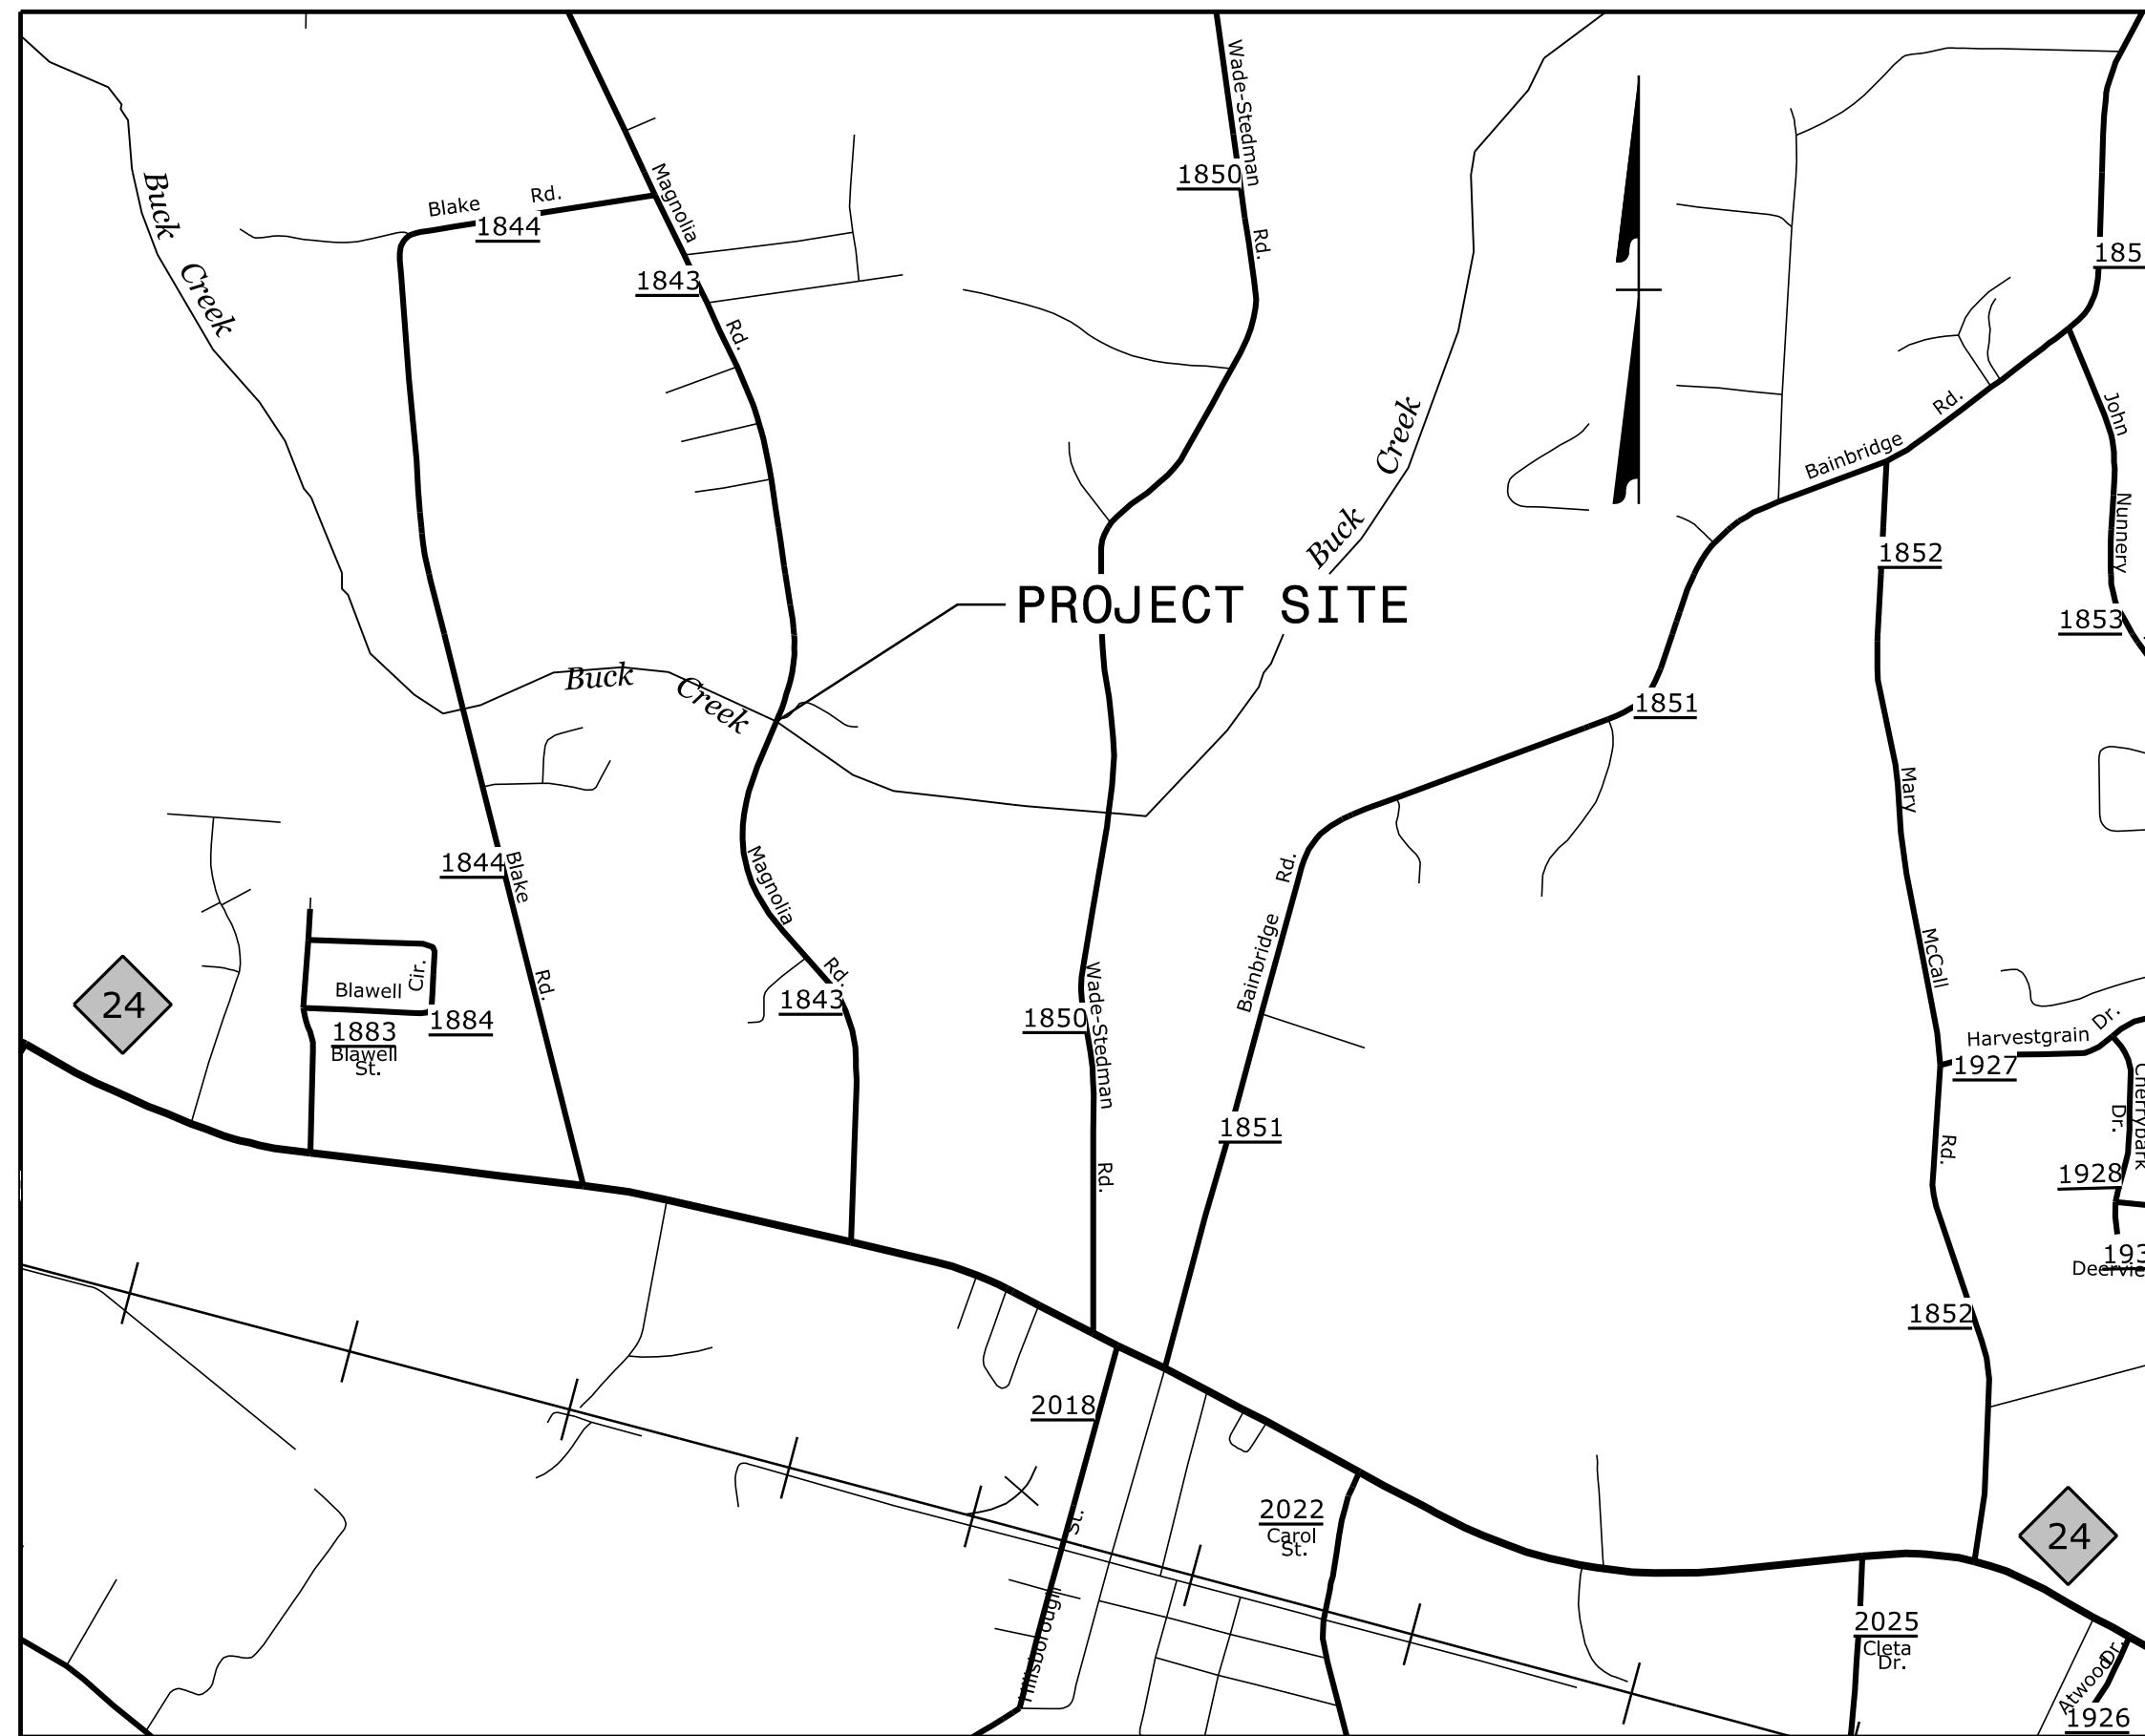 Wade-Stedman
Rd.
1850
Buck
Creek
Blake Rd.
1844
Magnolia
1843
Rd.
Creek
Buck
Bainbridge Rd.
John
Nunnery
1852
1853
PROJECT SITE
Buck
Creek
1851
Mary
McCall
Rd.
1844
Blake
Rd.
Magnolia
Rd.
1843
Bainbridge Rd.
24
Blawell
Cir.
1884
1883
Blawell
St.
1850
Wade-Stedman
Rd.
1851
Harvestgrain Dr.
1927
Cherrypark
Dr.
1928
1852
2018
Hillsborough St.
2022
Carol
St.
24
2025
Cleta
Dr.
Atwood Dr.
1926